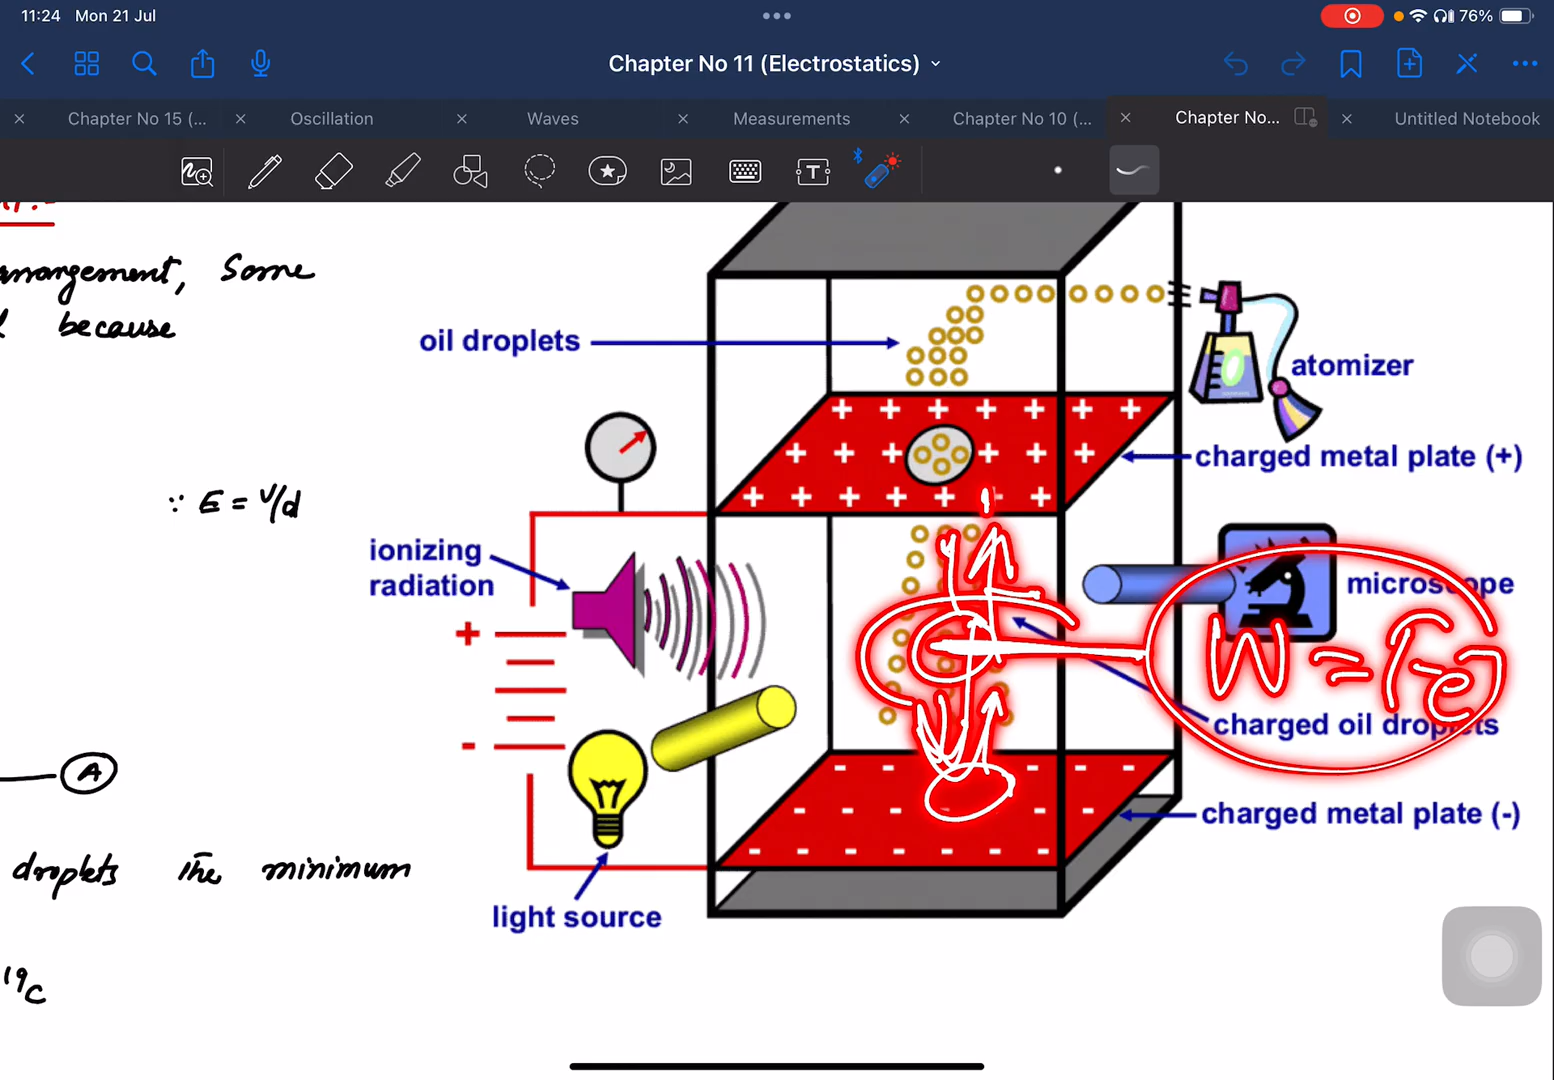 11:24 Mon 21 Jul
76%
Chapter No 11 (Electrostatics)
Chapter No 15 (...
Oscillation
Waves
Measurements
Chapter No 10 (...
Chapter No...
Untitled Notebook
T
arrangement, Some
because
oil droplets
atomizer
charged metal plate (+)
∵ E = V/d
ionizing
radiation
microscope
W = Fe
charged oil droplets
A
charged metal plate (-)
droplets the minimum
light source
19C